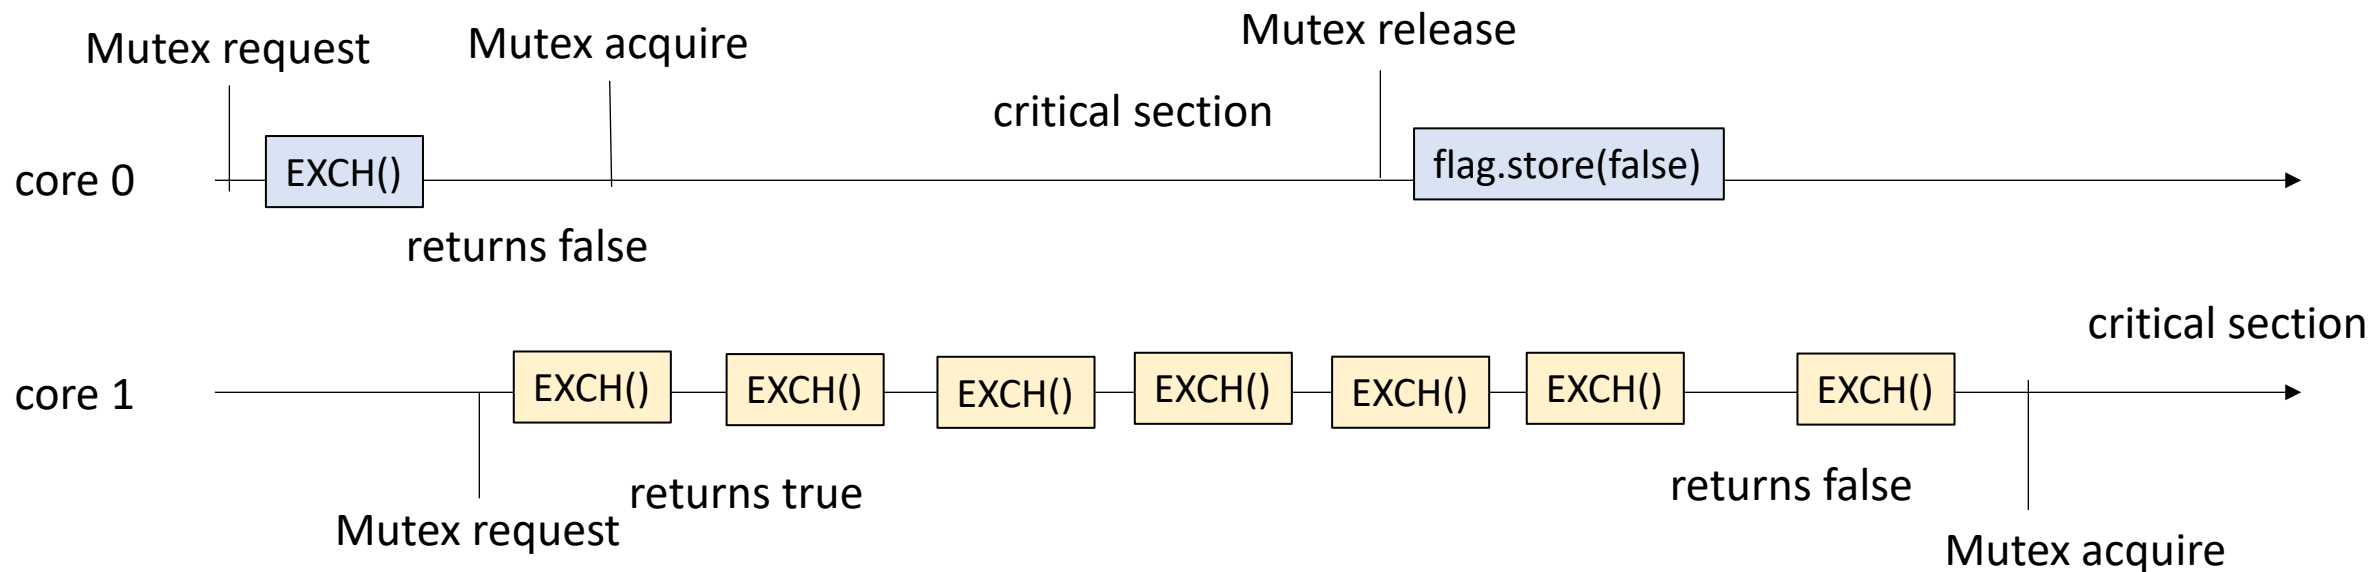 Mutex request
Mutex acquire
Mutex release
critical section
core 0
EXCH()
flag.store(false)
returns false
critical section
core 1
EXCH()
EXCH()
EXCH()
EXCH()
EXCH()
EXCH()
EXCH()
returns true
returns false
Mutex request
Mutex acquire